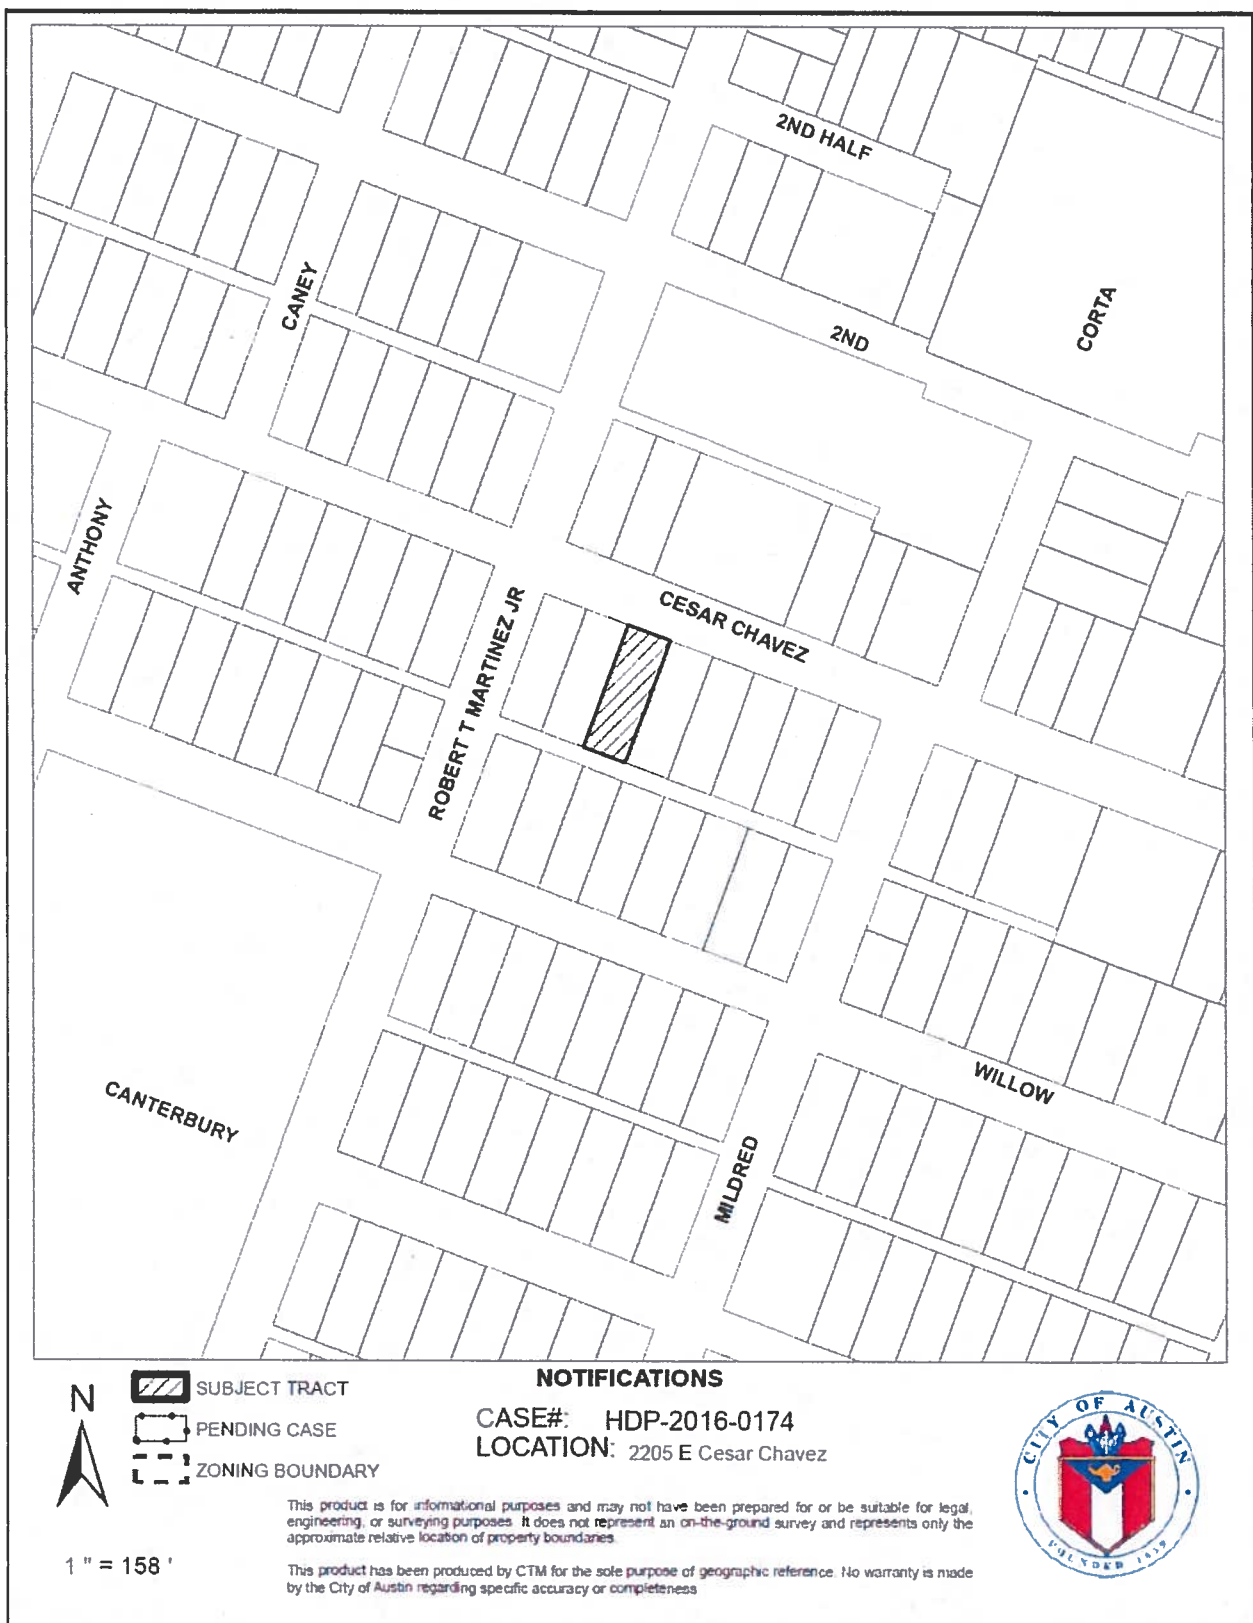 2ND HALF
CANEY
CORTA
2ND
ANTHONY
CESAR CHAVEZ
ROBERT T MARTINEZ JR
WILLOW
CANTERBURY
MILDRED
N
SUBJECT TRACT
PENDING CASE
ZONING BOUNDARY
1 " = 158 '
NOTIFICATIONS
CASE#: HDP-2016-0174
LOCATION: 2205 E Cesar Chavez
This product is for informational purposes and may not have been prepared for or be suitable for legal,
engineering, or surveying purposes. It does not represent an on-the-ground survey and represents only the
approximate relative location of property boundaries.
This product has been produced by CTM for the sole purpose of geographic reference. No warranty is made
by the City of Austin regarding specific accuracy or completeness
CITY OF AUSTIN
FOUNDED 1839